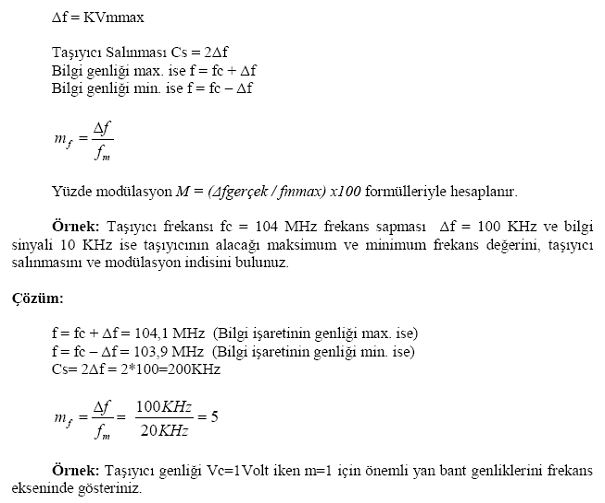 Δf = KVmmax
Taşıyıcı Salınması Cs = 2Δf
Bilgi genliği max. ise f = fc + Δf
Bilgi genliği min. ise f = fc − Δf
m_f = Δf / f_m
Yüzde modülasyon M = (Δfgerçek / fmmax) x100 formülleriyle hesaplanır.
Örnek: Taşıyıcı frekansı fc = 104 MHz frekans sapması Δf = 100 KHz ve bilgi
sinyali 10 KHz ise taşıyıcının alacağı maksimum ve minimum frekans değerini, taşıyıcı
salınmasını ve modülasyon indisini bulunuz.
Çözüm:
f = fc + Δf = 104,1 MHz (Bilgi işaretinin genliği max. ise)
f = fc − Δf = 103,9 MHz (Bilgi işaretinin genliği min. ise)
Cs= 2Δf = 2*100=200KHz
m_f = Δf / f_m = 100KHz / 20KHz = 5
Örnek: Taşıyıcı genliği Vc=1Volt iken m=1 için önemli yan bant genliklerini frekans
ekseninde gösteriniz.